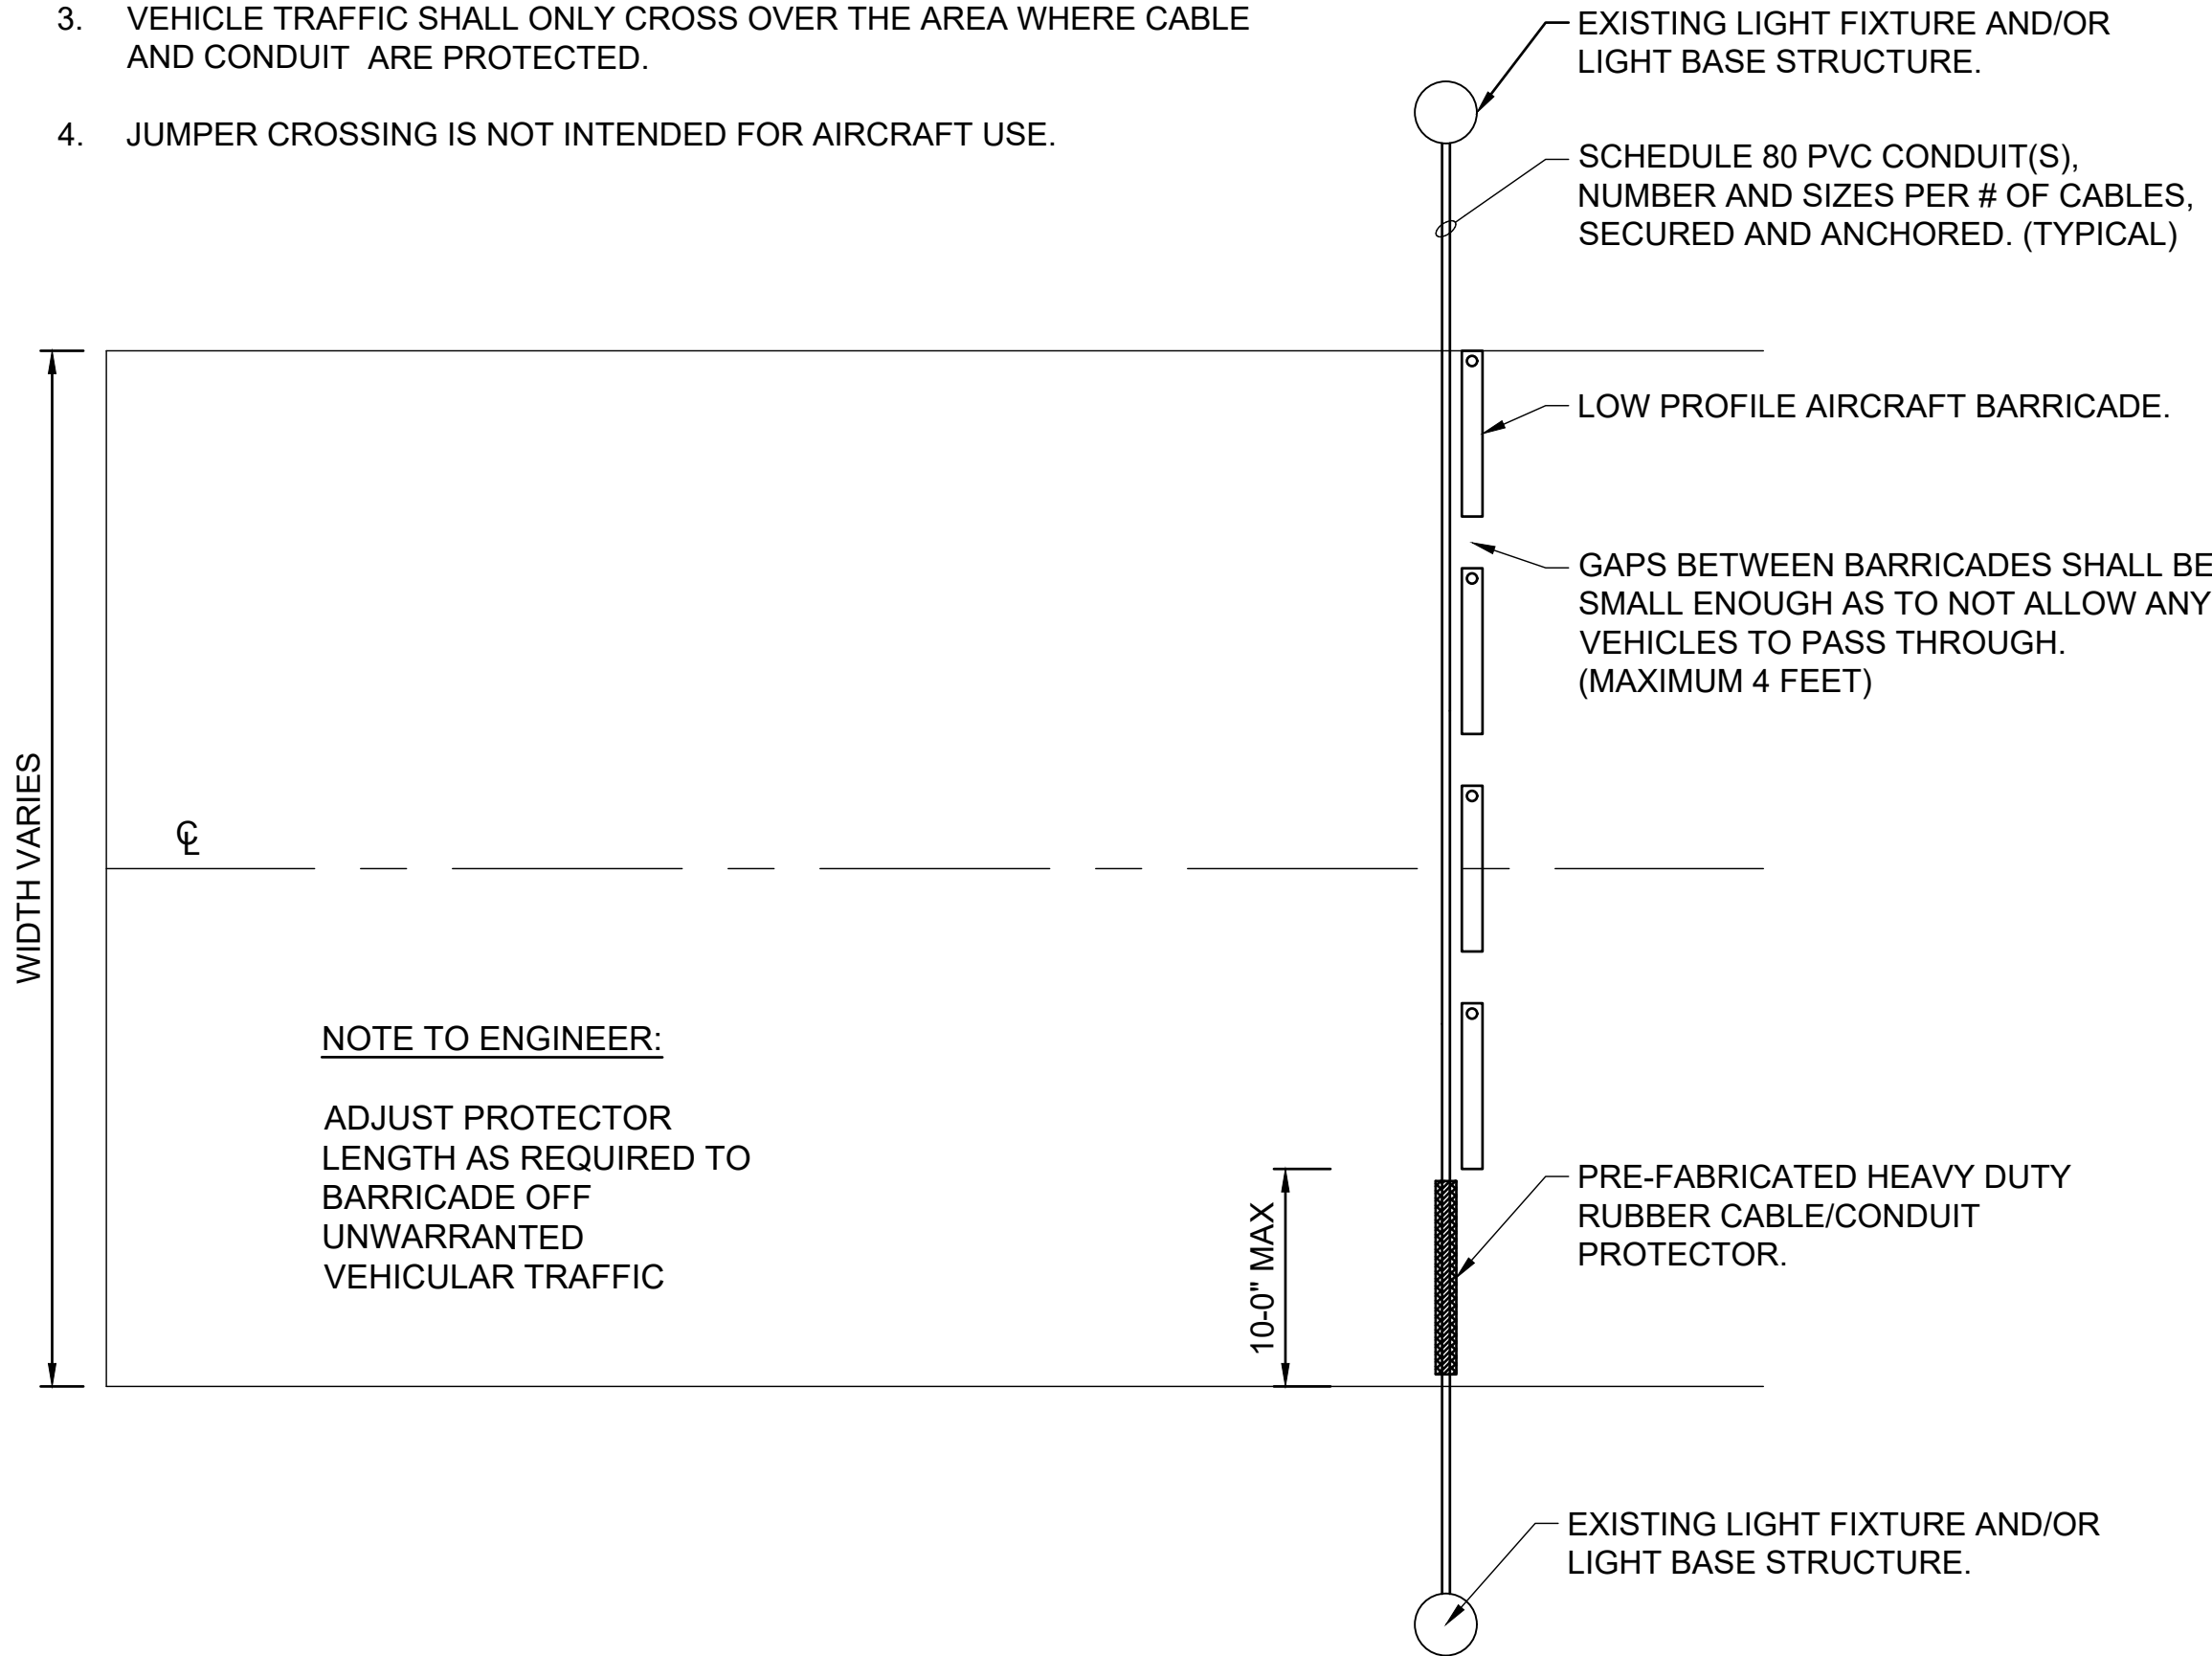 3. VEHICLE TRAFFIC SHALL ONLY CROSS OVER THE AREA WHERE CABLE
AND CONDUIT ARE PROTECTED.
4. JUMPER CROSSING IS NOT INTENDED FOR AIRCRAFT USE.
EXISTING LIGHT FIXTURE AND/OR
LIGHT BASE STRUCTURE.
SCHEDULE 80 PVC CONDUIT(S),
NUMBER AND SIZES PER # OF CABLES,
SECURED AND ANCHORED. (TYPICAL)
LOW PROFILE AIRCRAFT BARRICADE.
GAPS BETWEEN BARRICADES SHALL BE
SMALL ENOUGH AS TO NOT ALLOW ANY
VEHICLES TO PASS THROUGH.
(MAXIMUM 4 FEET)
WIDTH VARIES
℄
NOTE TO ENGINEER:
ADJUST PROTECTOR
LENGTH AS REQUIRED TO
BARRICADE OFF
UNWARRANTED
VEHICULAR TRAFFIC
10-0" MAX
PRE-FABRICATED HEAVY DUTY
RUBBER CABLE/CONDUIT
PROTECTOR.
EXISTING LIGHT FIXTURE AND/OR
LIGHT BASE STRUCTURE.